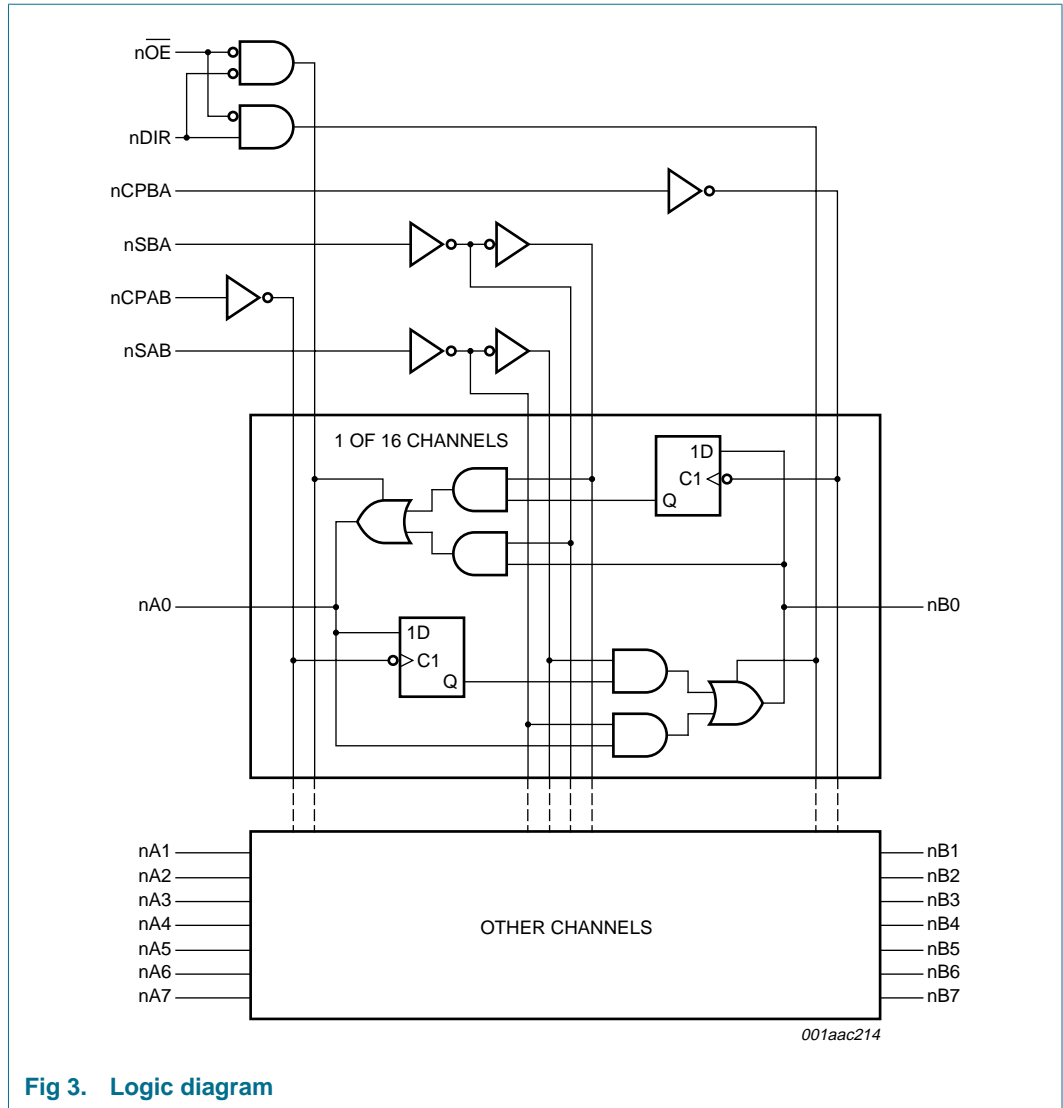 nO̅E̅
nDIR
nCPBA
nSBA
nCPAB
nSAB
1 OF 16 CHANNELS
1D
C1
Q
nA0
nB0
1D
C1
Q
nA1
nB1
nA2
nB2
nA3
nB3
nA4
OTHER CHANNELS
nB4
nA5
nB5
nA6
nB6
nA7
nB7
001aac214
Fig 3. Logic diagram